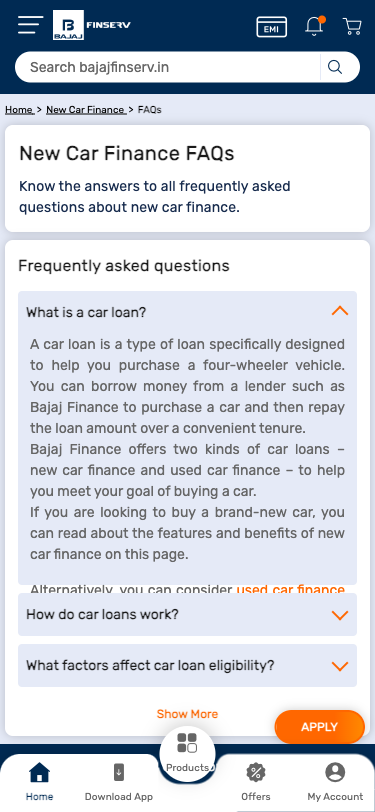 B
BAJAJ
FINSERV
EMI
Search bajajfinserv.in
Home > New Car Finance > FAQs
New Car Finance FAQs
Know the answers to all frequently asked
questions about new car finance.
Frequently asked questions
What is a car loan?
A car loan is a type of loan specifically designed
to help you purchase a four-wheeler vehicle.
You can borrow money from a lender such as
Bajaj Finance to purchase a car and then repay
the loan amount over a convenient tenure.
Bajaj Finance offers two kinds of car loans –
new car finance and used car finance – to help
you meet your goal of buying a car.
If you are looking to buy a brand-new car, you
can read about the features and benefits of new
car finance on this page.
Alternatively, you can consider used car finance
How do car loans work?
What factors affect car loan eligibility?
Show More
APPLY
Home
Download App
Products
Offers
My Account